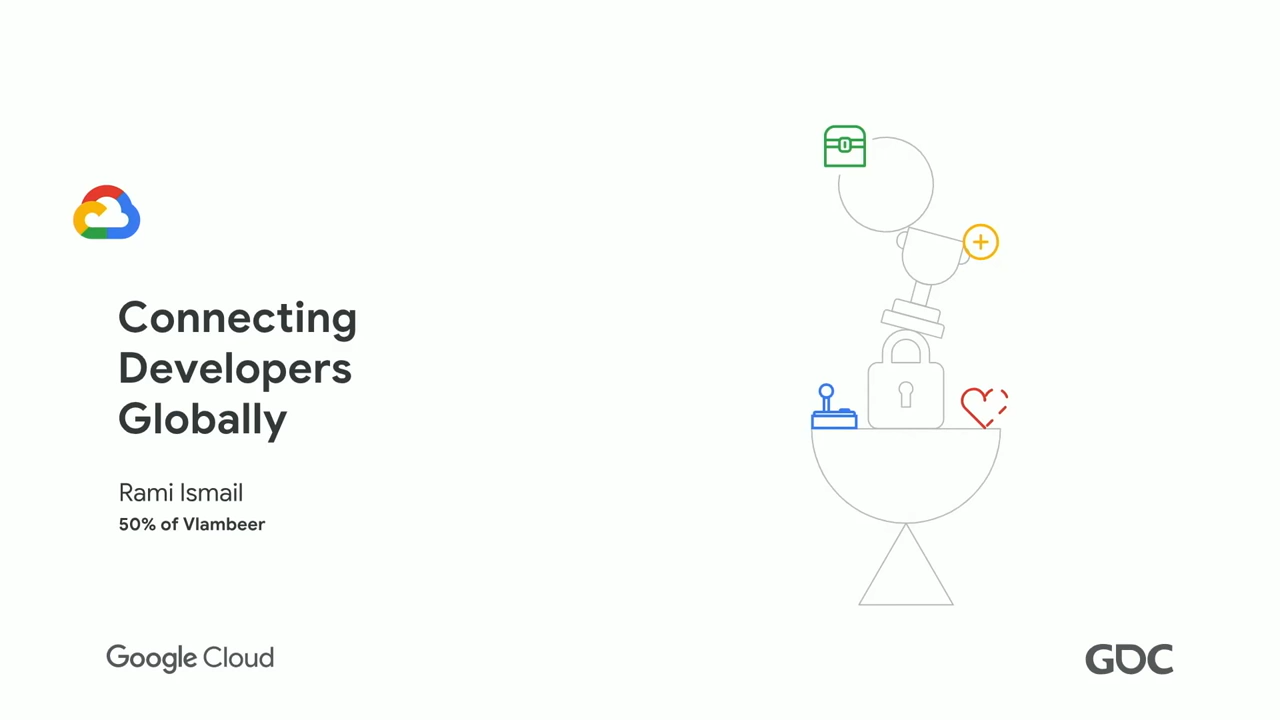 Connecting
Developers
Globally
Rami Ismail
50% of Vlambeer
Google Cloud
GDC